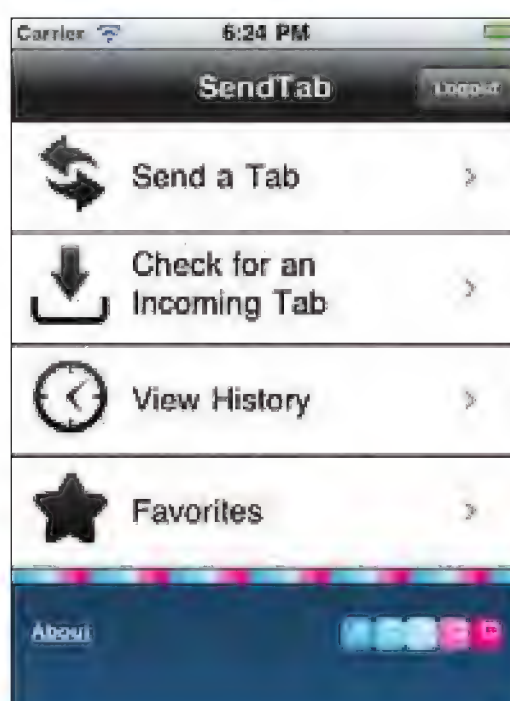 Carrier 6:24 PM
SendTab Logout
Send a Tab
Check for an
Incoming Tab
View History
Favorites
About